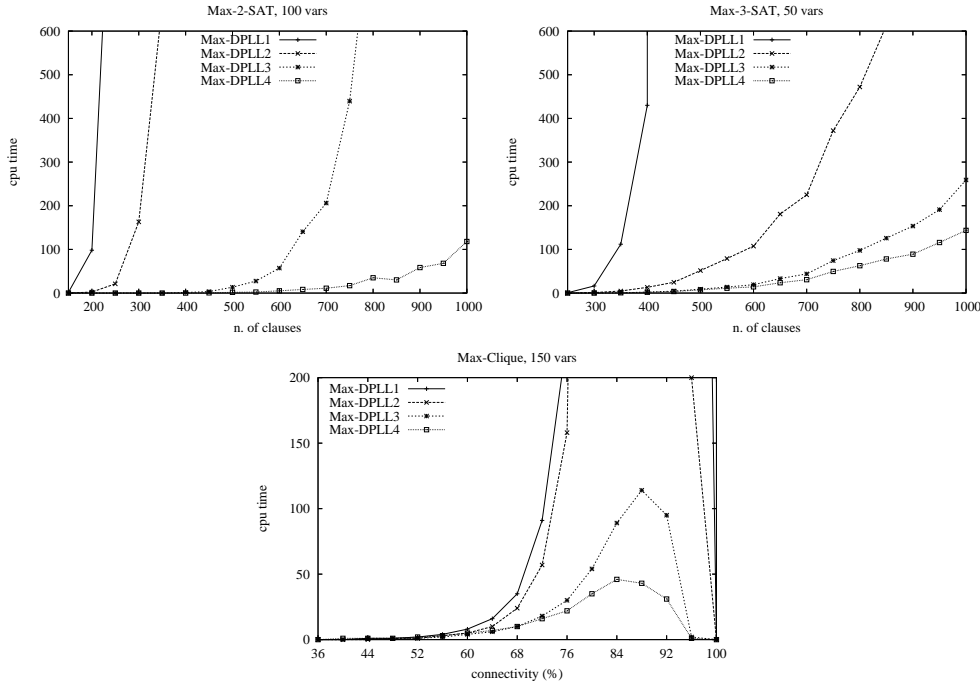 Max-2-SAT, 100 vars
600
500
400
300
200
100
0
cpu time
Max-DPLL1
Max-DPLL2
Max-DPLL3
Max-DPLL4
200 300 400 500 600 700 800 900 1000
n. of clauses
Max-3-SAT, 50 vars
600
500
400
300
200
100
0
cpu time
Max-DPLL1
Max-DPLL2
Max-DPLL3
Max-DPLL4
300 400 500 600 700 800 900 1000
n. of clauses
Max-Clique, 150 vars
200
150
100
50
0
cpu time
Max-DPLL1
Max-DPLL2
Max-DPLL3
Max-DPLL4
36 44 52 60 68 76 84 92 100
connectivity (%)